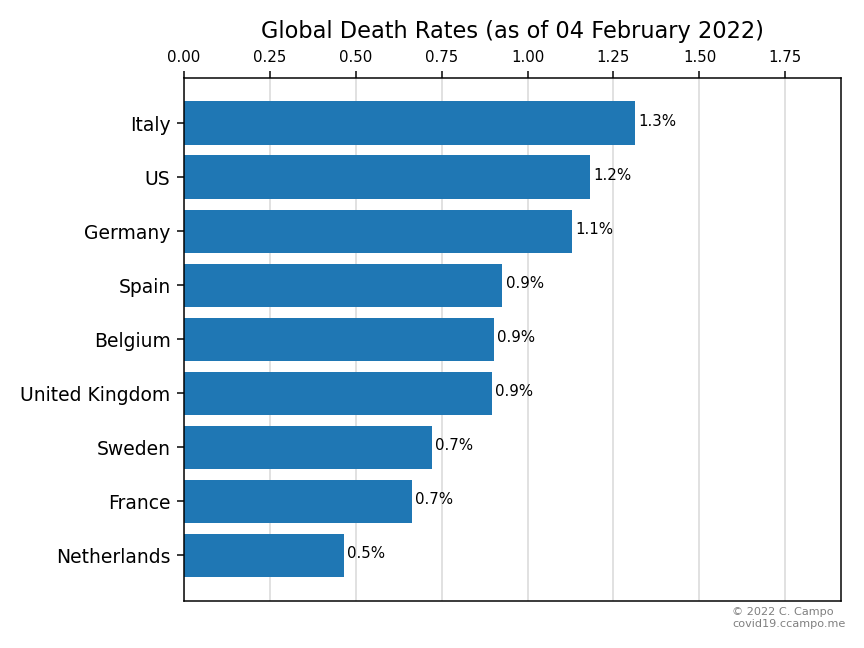 Global Death Rates (as of 04 February 2022)
0.00 0.25 0.50 0.75 1.00 1.25 1.50 1.75
Italy 1.3%
US 1.2%
Germany 1.1%
Spain 0.9%
Belgium 0.9%
United Kingdom 0.9%
Sweden 0.7%
France 0.7%
Netherlands 0.5%
© 2022 C. Campo
covid19.ccampo.me